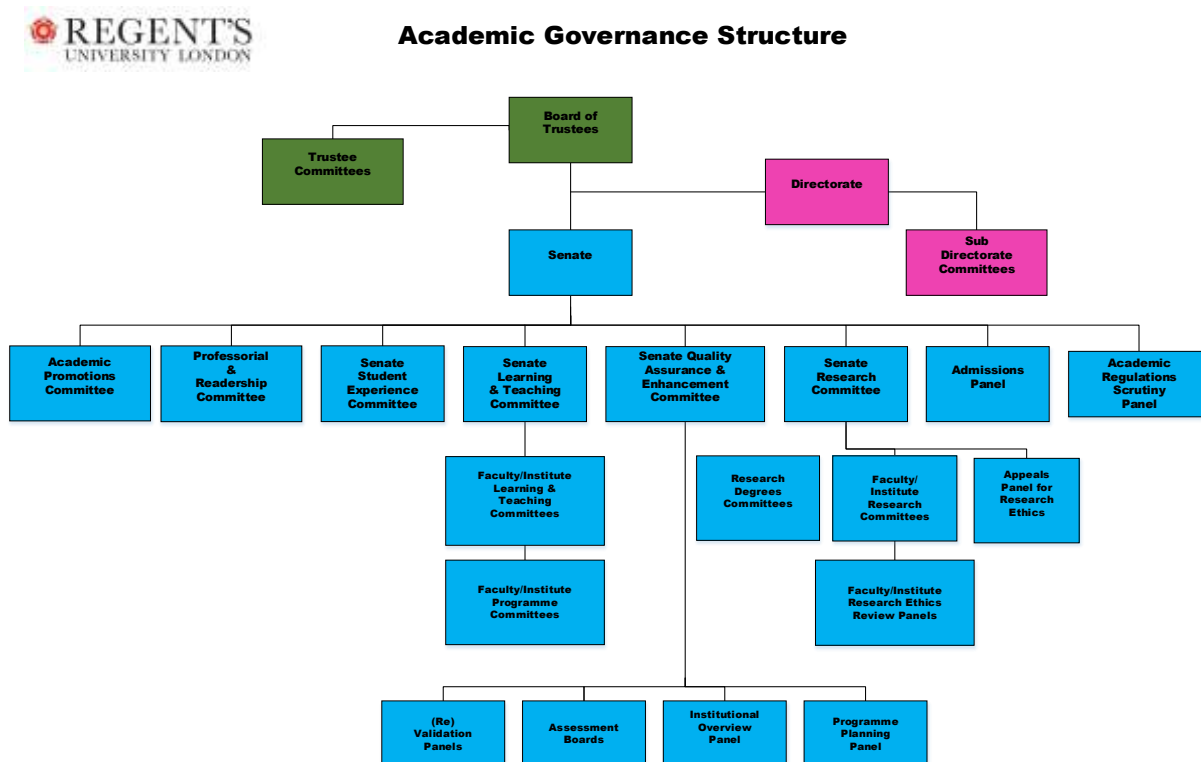 REGENT'S
UNIVERSITY LONDON
Academic Governance Structure
Board of
Trustees
Trustee
Committees
Directorate
Sub
Directorate
Committees
Senate
Academic
Promotions
Committee
Professorial
&
Readership
Committee
Senate
Student
Experience
Committee
Senate
Learning
& Teaching
Committee
Senate Quality
Assurance &
Enhancement
Committee
Senate
Research
Committee
Admissions
Panel
Academic
Regulations
Scrutiny
Panel
Faculty/Institute
Learning &
Teaching
Committees
Research
Degrees
Committees
Faculty/
Institute
Research
Committees
Appeals
Panel for
Research
Ethics
Faculty/Institute
Programme
Committees
Faculty/Institute
Research Ethics
Review Panels
(Re)
Validation
Panels
Assessment
Boards
Institutional
Overview
Panel
Programme
Planning
Panel